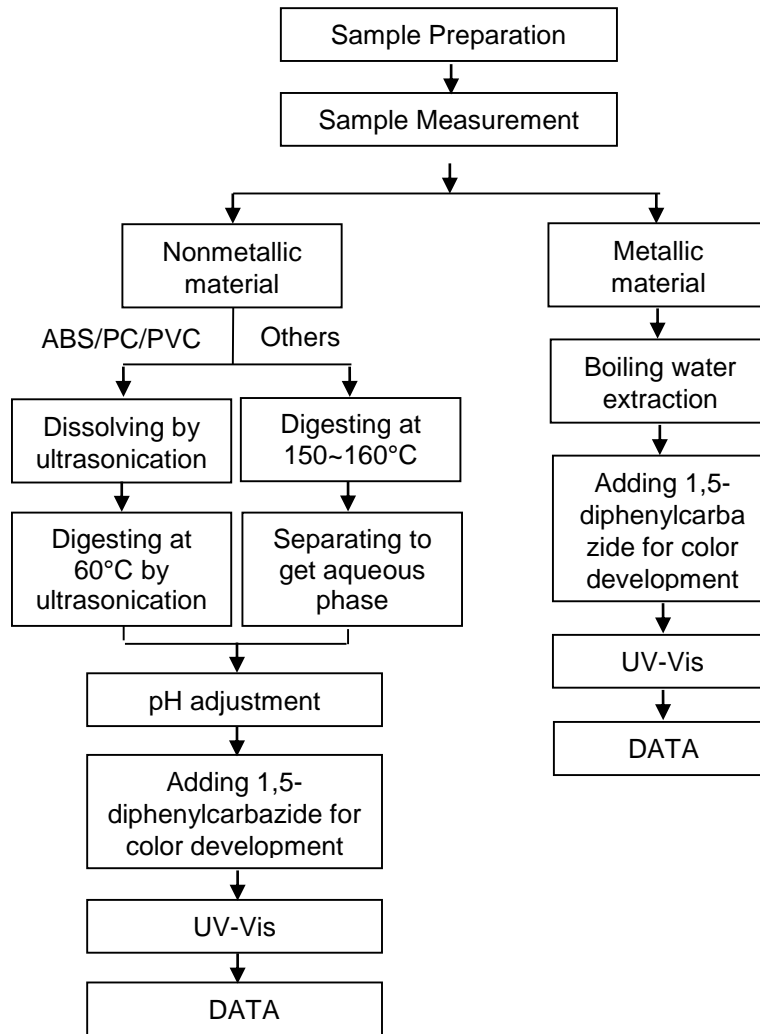 Sample Preparation
Sample Measurement
Nonmetallic
material
ABS/PC/PVC
Others
Dissolving by
ultrasonication
Digesting at
150~160°C
Digesting at
60°C by
ultrasonication
Separating to
get aqueous
phase
pH adjustment
Adding 1,5-
diphenylcarbazide for
color development
UV-Vis
DATA
Metallic
material
Boiling water
extraction
Adding 1,5-
diphenylcarba
zide for color
development
UV-Vis
DATA